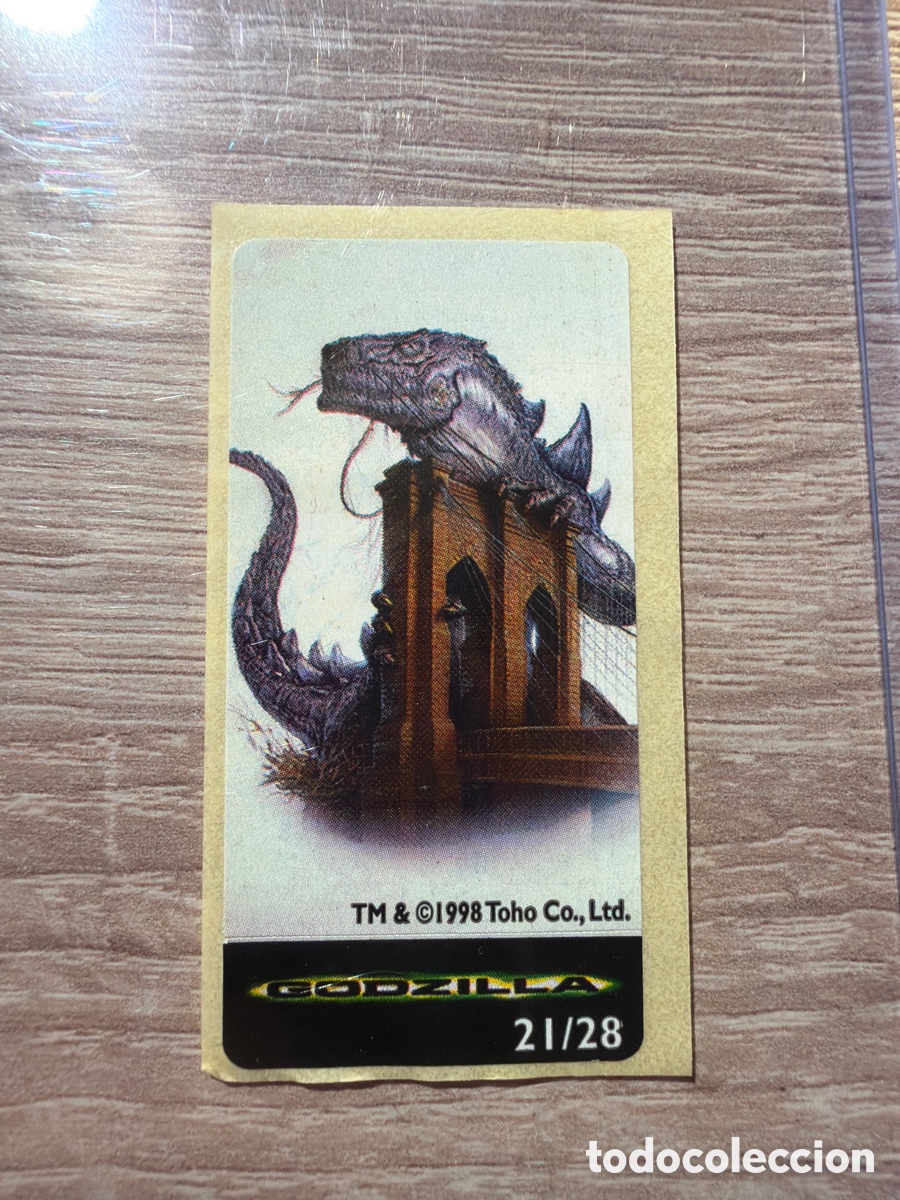 TM & ©1998 Toho Co., Ltd.
GODZILLA
21/28
todocoleccion